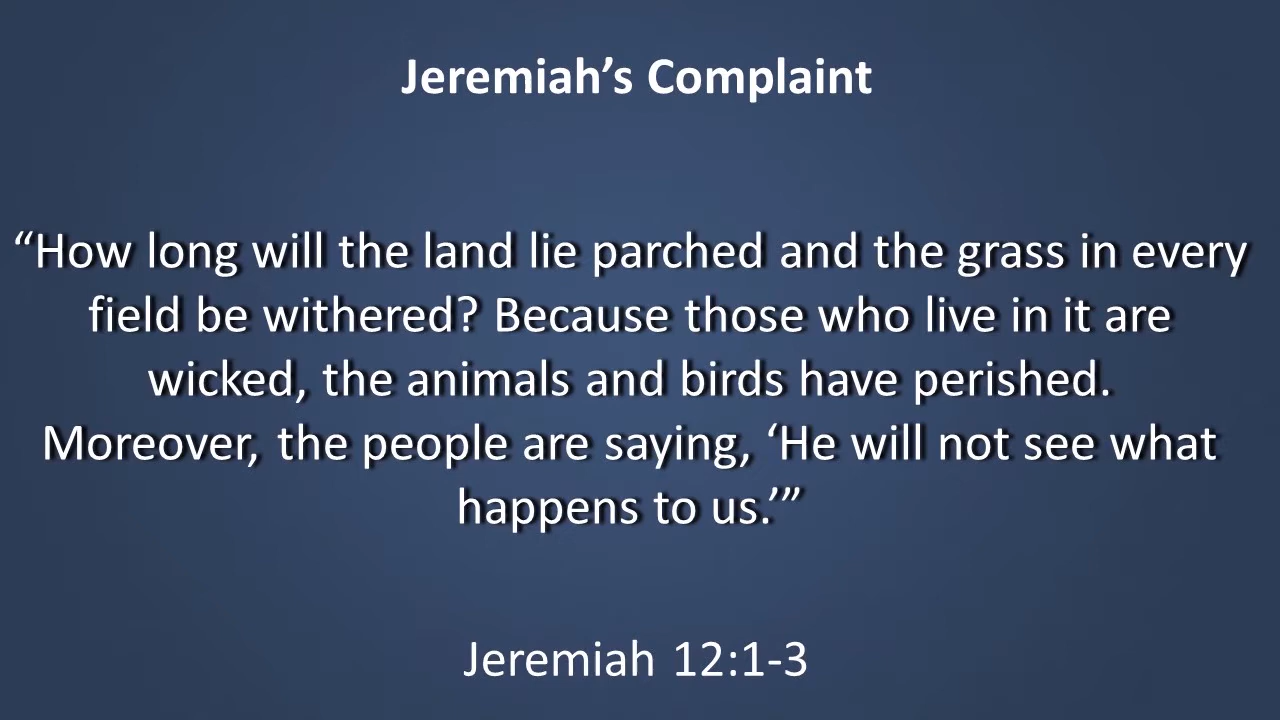 Jeremiah’s Complaint
“How long will the land lie parched and the grass in every
field be withered? Because those who live in it are
wicked, the animals and birds have perished.
Moreover, the people are saying, ‘He will not see what
happens to us.’”
Jeremiah 12:1-3